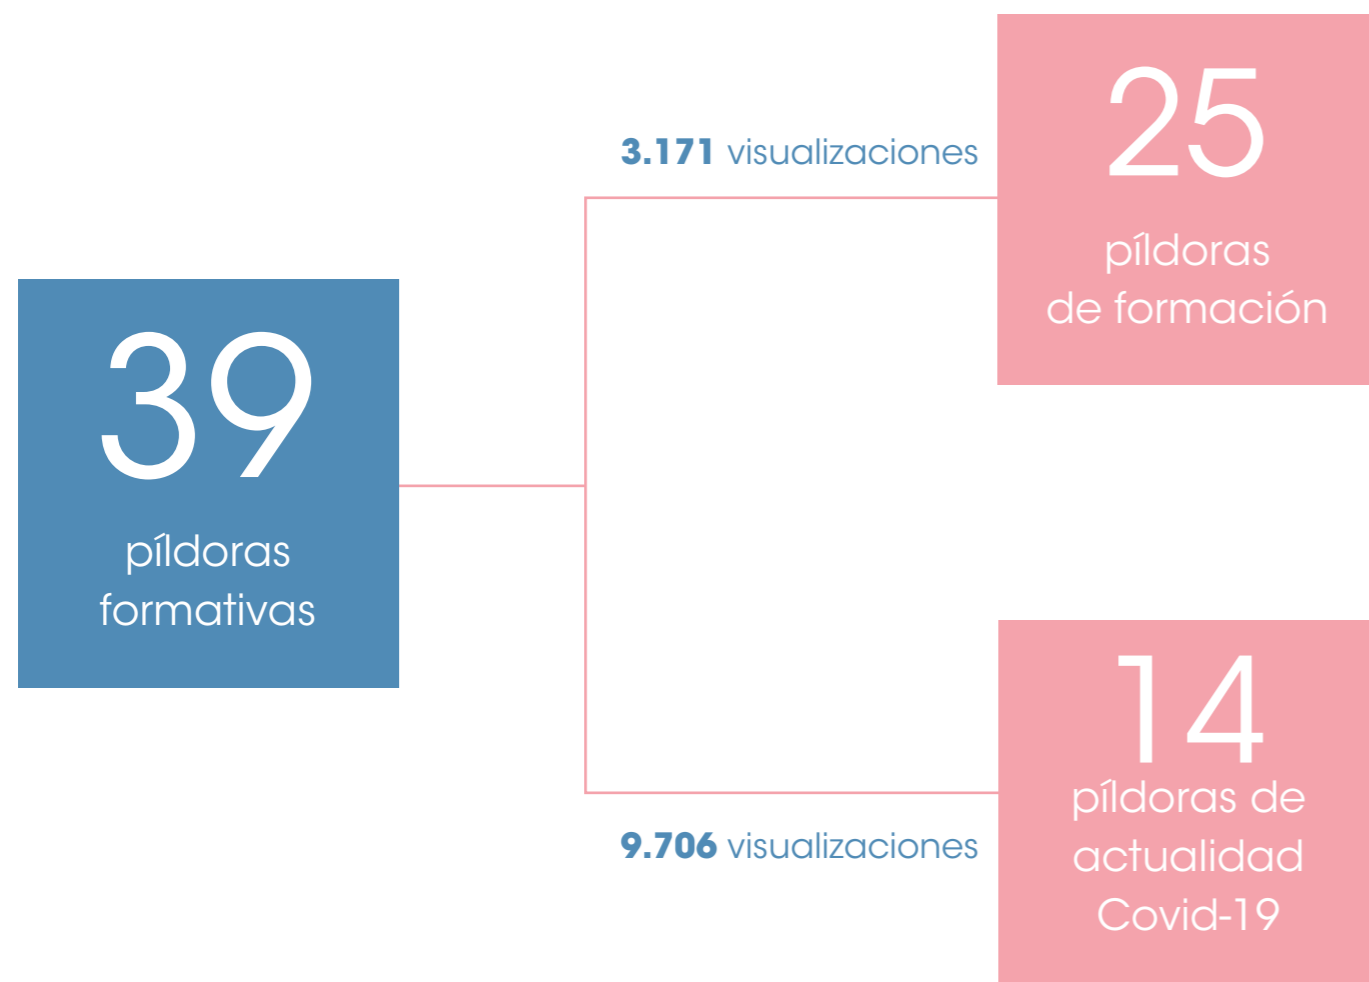 39
píldoras
formativas
3.171 visualizaciones
25
píldoras
de formación
9.706 visualizaciones
14
píldoras de
actualidad
Covid-19